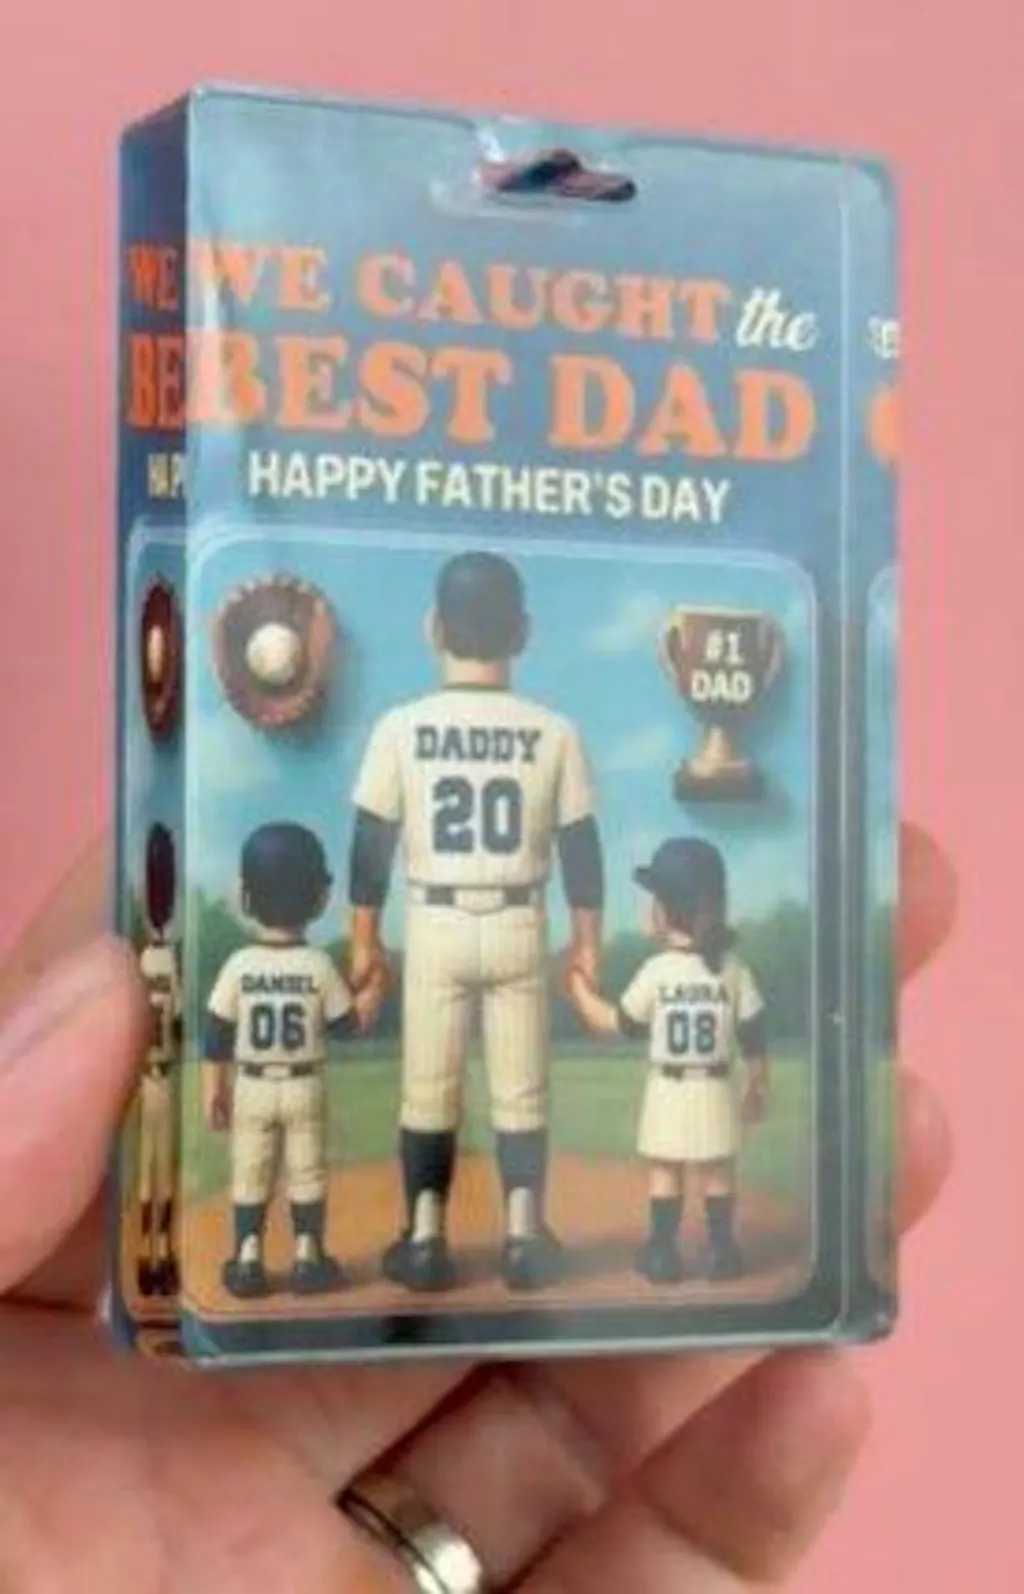 WE CAUGHT the
BEST DAD
HAPPY FATHER'S DAY
#1
DAD
DADDY
20
DANIEL
06
LAURA
08